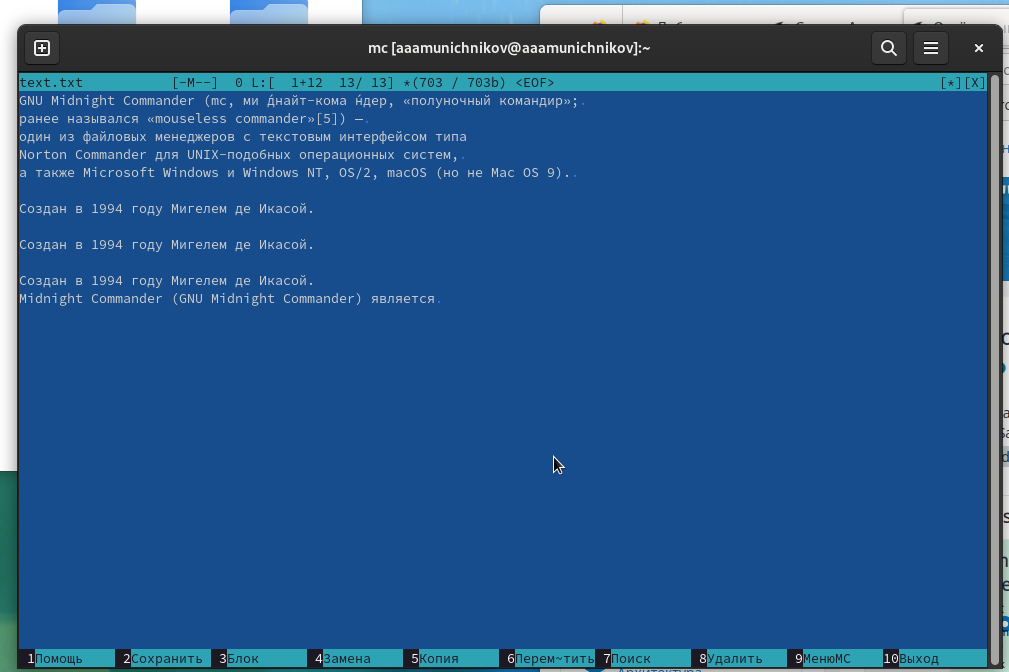 mc [aaamunichnikov@aaamunichnikov]:~
text.txt [-M--] 0 L:[ 1+12 13/ 13] *(703 / 703b) <EOF> [*][X]
GNU Midnight Commander (mc, ми ́днайт-кома ́ндер, «полуночный командир»;.
ранее назывался «mouseless commander»[5]) —.
один из файловых менеджеров с текстовым интерфейсом типа
Norton Commander для UNIX-подобных операционных систем,.
а также Microsoft Windows и Windows NT, OS/2, macOS (но не Mac OS 9)..
Создан в 1994 году Мигелем де Икасой.
Создан в 1994 году Мигелем де Икасой.
Создан в 1994 году Мигелем де Икасой.
Midnight Commander (GNU Midnight Commander) является.
1Помощь 2Сохранить 3Блок 4Замена 5Копия 6Перем~тить 7Поиск 8Удалить 9МенюMC 10Выход